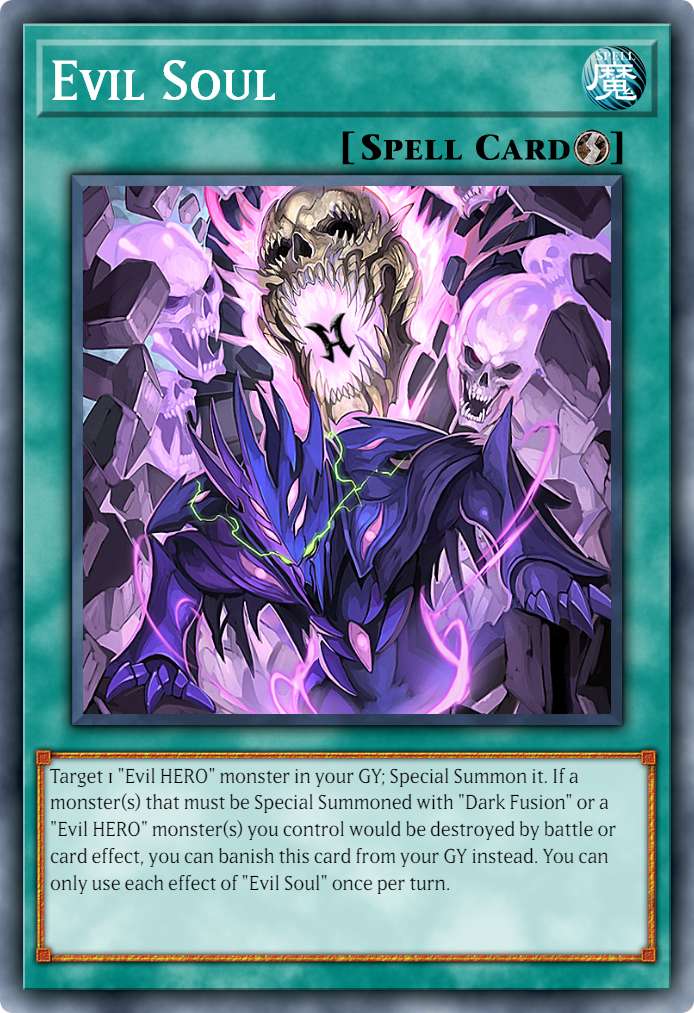 Evil Soul
SPELL
魔
[Spell Card]
H
Target 1 "Evil HERO" monster in your GY; Special Summon it. If a
monster(s) that must be Special Summoned with "Dark Fusion" or a
"Evil HERO" monster(s) you control would be destroyed by battle or
card effect, you can banish this card from your GY instead. You can
only use each effect of "Evil Soul" once per turn.